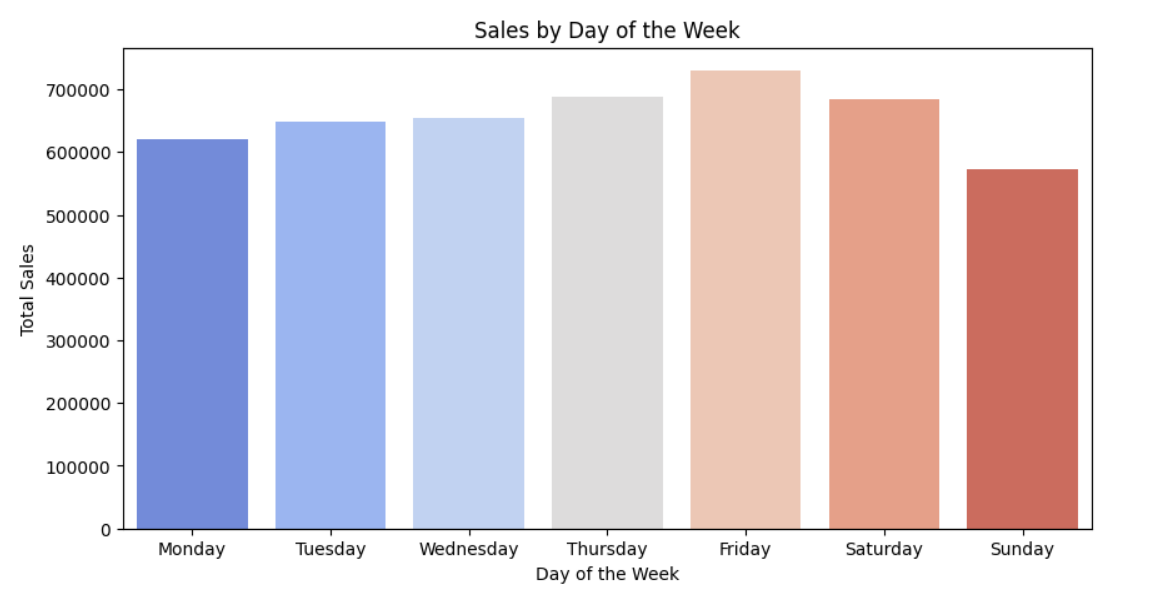 Sales by Day of the Week
Total Sales
700000
600000
500000
400000
300000
200000
100000
0
Monday Tuesday Wednesday Thursday Friday Saturday Sunday
Day of the Week